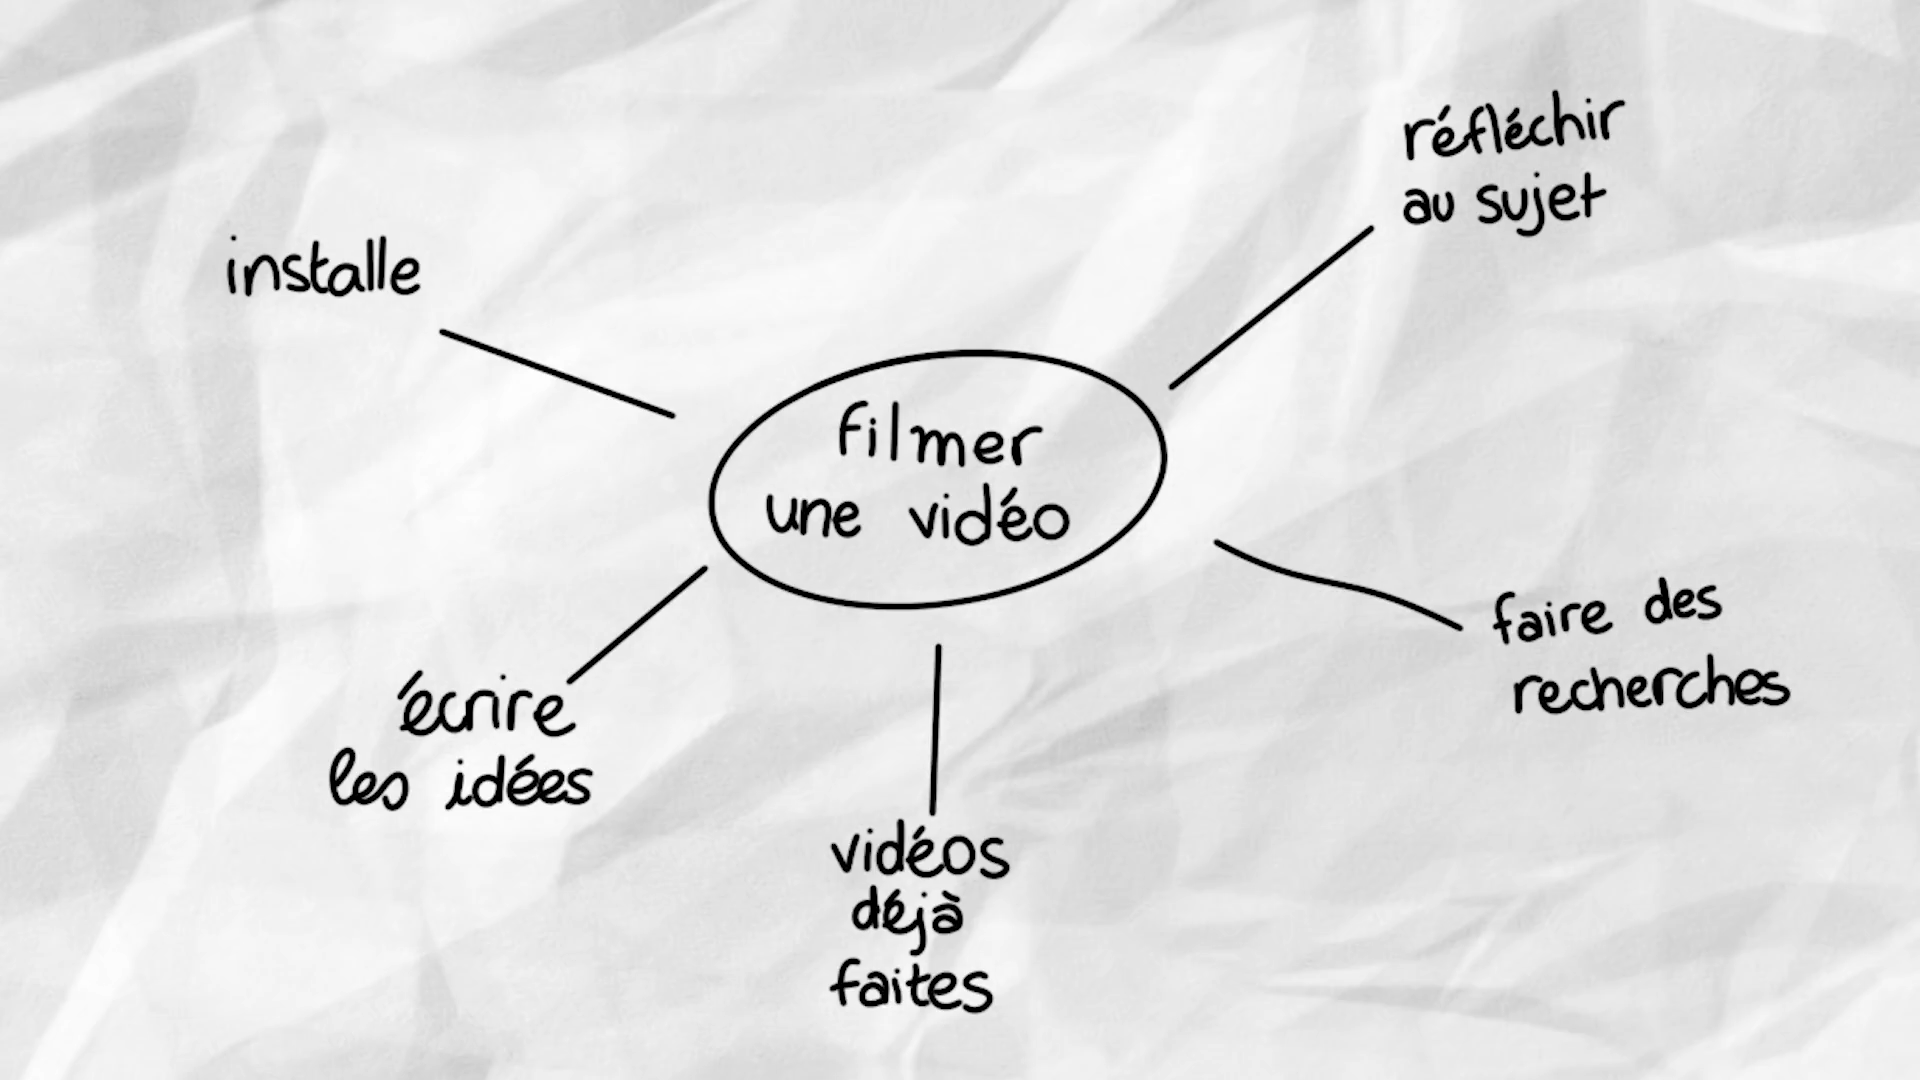 réfléchir
au sujet
installe
filmer
une vidéo
faire des
recherches
écrire
les idées
vidéos
déjà
faites